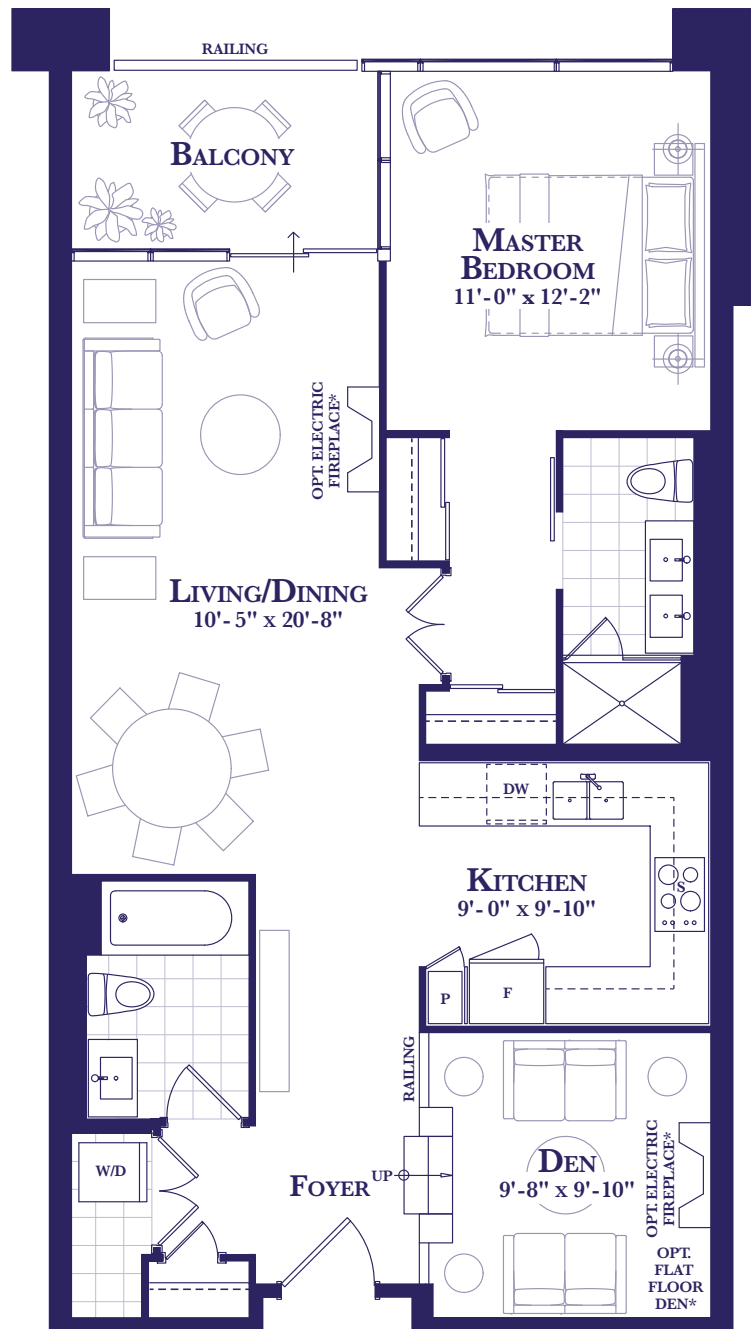 RAILING
BALCONY
MASTER
BEDROOM
11'-0" x 12'-2"
OPT. ELECTRIC
FIREPLACE*
LIVING/DINING
10'- 5" x 20'-8"
DW
KITCHEN
9'- 0" x 9'-10"
S
P
F
RAILING
W/D
FOYER
UP
DEN
9'-8" x 9'-10"
OPT. ELECTRIC
FIREPLACE*
OPT.
FLAT
FLOOR
DEN*